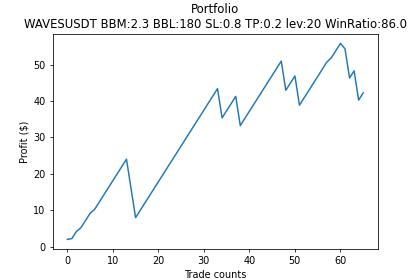 Portfolio
WAVESUSDT BBM:2.3 BBL:180 SL:0.8 TP:0.2 lev:20 WinRatio:86.0
Profit ($)
50
40
30
20
10
0
0 10 20 30 40 50 60
Trade counts